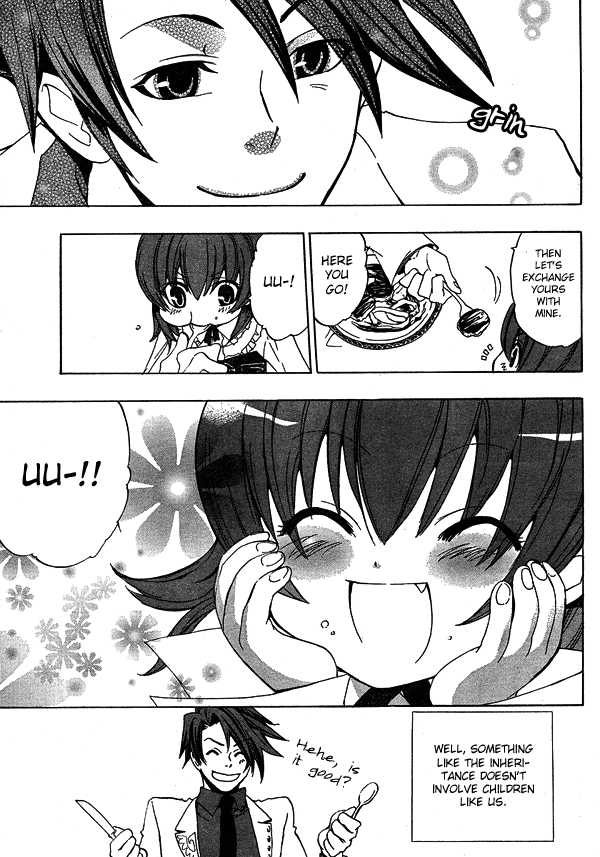 grin
THEN
LET'S
EXCHANGE
YOURS
WITH
MINE.
HERE
YOU
GO!
UU-!
UU-!!
Hehe, is
it good?
WELL, SOMETHING
LIKE THE INHERI-
TANCE DOESN'T
INVOLVE CHILDREN
LIKE US.